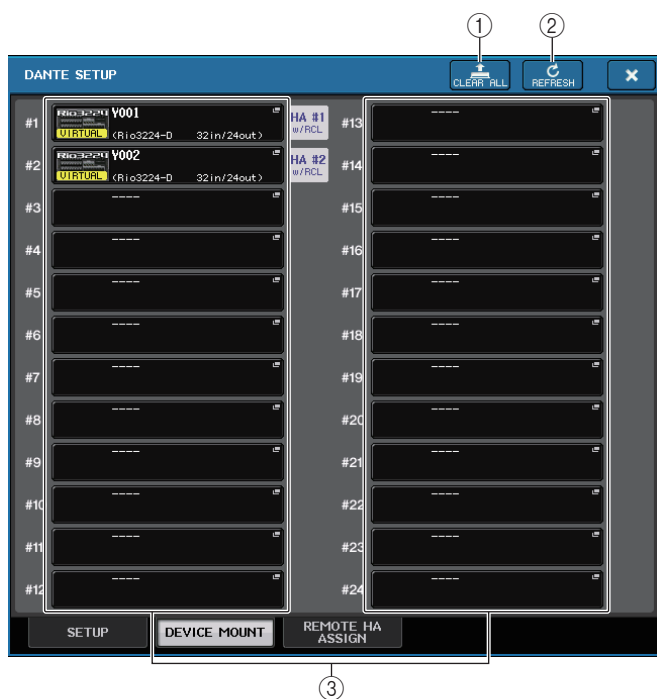 ① ②
DANTE SETUP
CLEAR ALL
REFRESH
#1 Rio3224 Y001
VIRTUAL (Rio3224-D 32in/24out)
HA #1
w/RCL
#2 Rio3224 Y002
VIRTUAL (Rio3224-D 32in/24out)
HA #2
w/RCL
#3 ----
#4 ----
#5 ----
#6 ----
#7 ----
#8 ----
#9 ----
#10 ----
#11 ----
#12 ----
#13 ----
#14 ----
#15 ----
#16 ----
#17 ----
#18 ----
#19 ----
#20 ----
#21 ----
#22 ----
#23 ----
#24 ----
SETUP
DEVICE MOUNT
REMOTE HA
ASSIGN
③